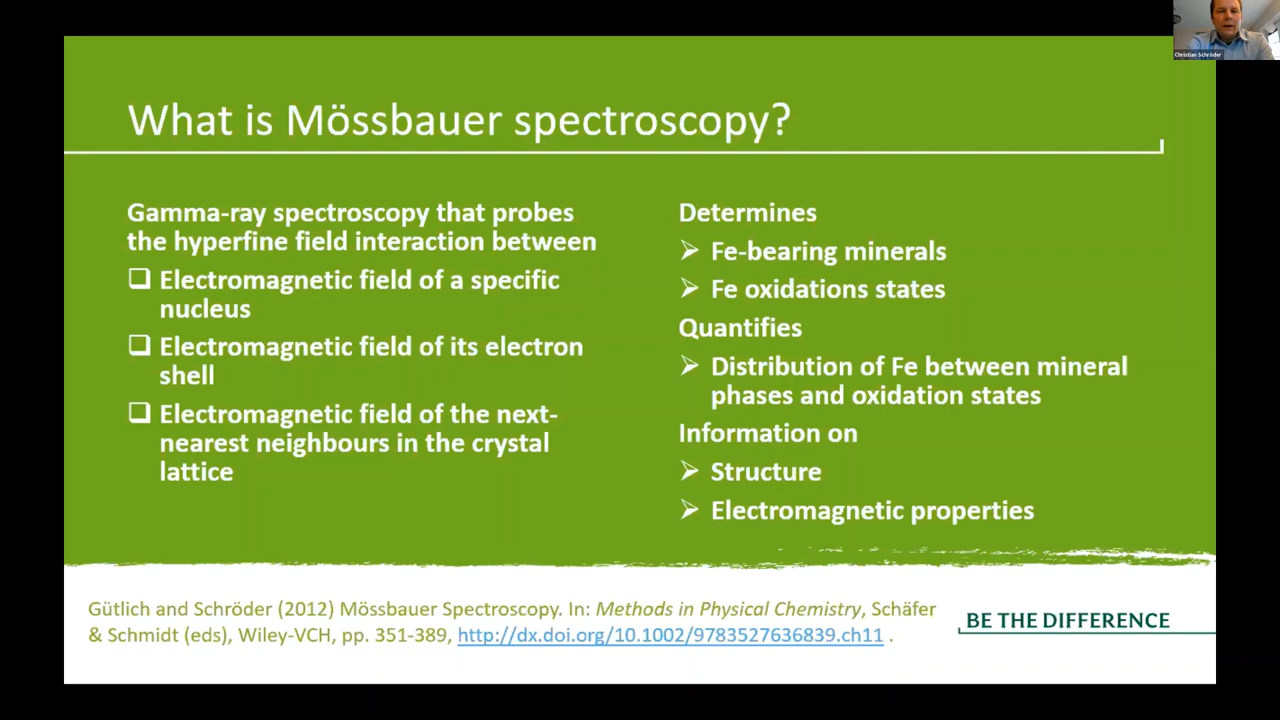 Christian Schröder
What is Mössbauer spectroscopy?
Gamma-ray spectroscopy that probes
the hyperfine field interaction between
Electromagnetic field of a specific
nucleus
Electromagnetic field of its electron
shell
Electromagnetic field of the next-
nearest neighbours in the crystal
lattice
Determines
Fe-bearing minerals
Fe oxidations states
Quantifies
Distribution of Fe between mineral
phases and oxidation states
Information on
Structure
Electromagnetic properties
Gütlich and Schröder (2012) Mössbauer Spectroscopy. In: Methods in Physical Chemistry, Schäfer
& Schmidt (eds), Wiley-VCH, pp. 351-389, http://dx.doi.org/10.1002/9783527636839.ch11 .
BE THE DIFFERENCE